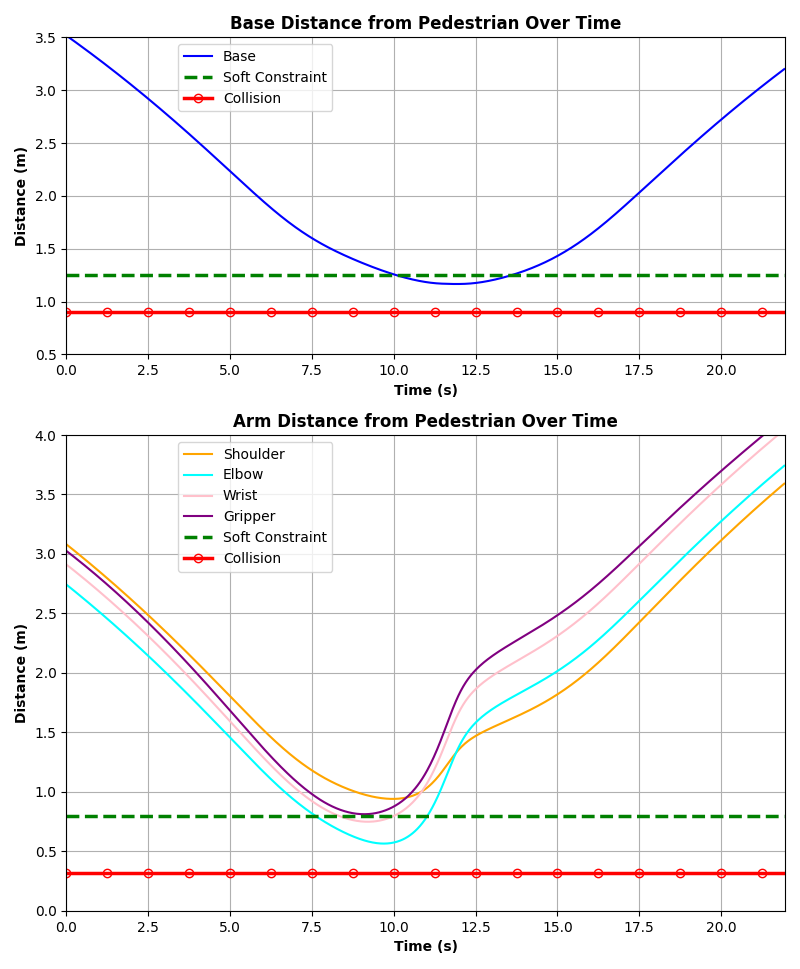 Base Distance from Pedestrian Over Time
Distance (m)
3.5
3.0
2.5
2.0
1.5
1.0
0.5
Base
Soft Constraint
Collision
0.0 2.5 5.0 7.5 10.0 12.5 15.0 17.5 20.0
Time (s)
Arm Distance from Pedestrian Over Time
Distance (m)
4.0
3.5
3.0
2.5
2.0
1.5
1.0
0.5
0.0
Shoulder
Elbow
Wrist
Gripper
Soft Constraint
Collision
0.0 2.5 5.0 7.5 10.0 12.5 15.0 17.5 20.0
Time (s)